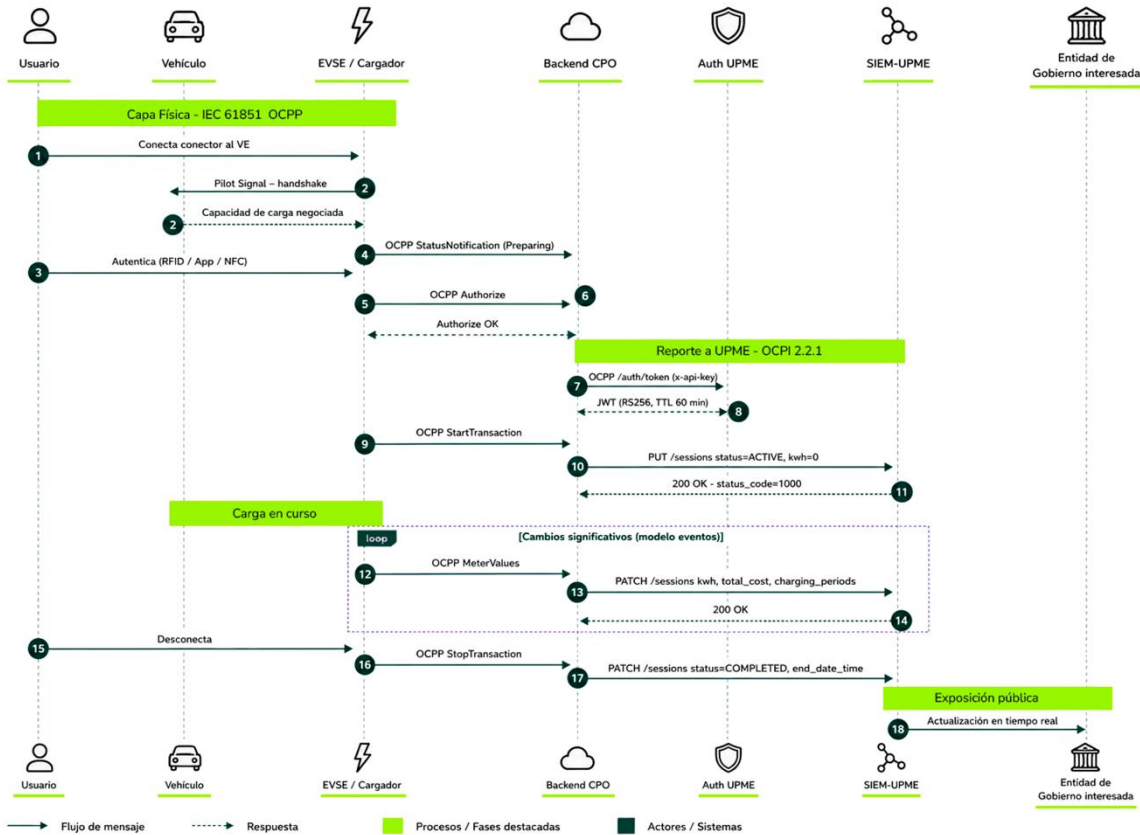 Usuario
Vehículo
EVSE / Cargador
Backend CPO
Auth UPME
SIEM-UPME
Entidad de
Gobierno interesada
Capa Física - IEC 61851 OCPP
Conecta conector al VE
1
Pilot Signal – handshake
2
Capacidad de carga negociada
2
OCPP StatusNotification (Preparing)
4
Autentica (RFID / App / NFC)
3
OCPP Authorize
5
6
Authorize OK
Reporte a UPME - OCPI 2.2.1
OCPP /auth/token (x-api-key)
7
JWT (RS256, TTL 60 min)
8
OCPP StartTransaction
9
PUT /sessions status=ACTIVE, kwh=0
10
200 OK - status_code=1000
11
Carga en curso
loop
[Cambios significativos (modelo eventos)]
OCPP MeterValues
12
PATCH /sessions kwh, total_cost, charging_periods
13
200 OK
14
Desconecta
15
OCPP StopTransaction
16
PATCH /sessions status=COMPLETED, end_date_time
17
Exposición pública
Actualización en tiempo real
18
Usuario
Vehículo
EVSE / Cargador
Backend CPO
Auth UPME
SIEM-UPME
Entidad de
Gobierno interesada
Flujo de mensaje
Respuesta
Procesos / Fases destacadas
Actores / Sistemas